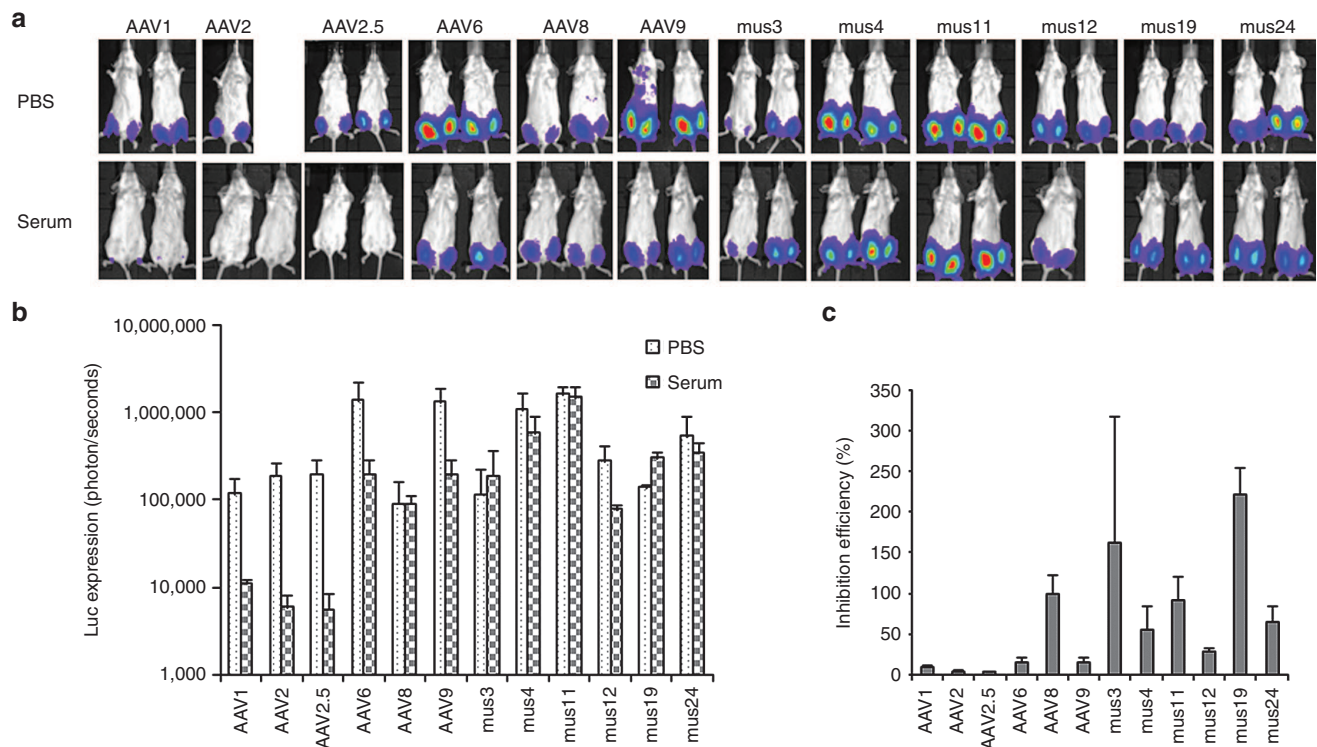 a
AAV1 AAV2 AAV2.5 AAV6 AAV8 AAV9 mus3 mus4 mus11 mus12 mus19 mus24
PBS
Serum
b
Luc expression (photon/seconds)
10,000,000
1,000,000
100,000
10,000
1,000
PBS
Serum
AAV1 AAV2 AAV2.5 AAV6 AAV8 AAV9 mus3 mus4 mus11 mus12 mus19 mus24
c
Inhibition efficiency (%)
350
300
250
200
150
100
50
0
AAV1 AAV2 AAV2.5 AAV6 AAV8 AAV9 mus3 mus4 mus11 mus12 mus19 mus24